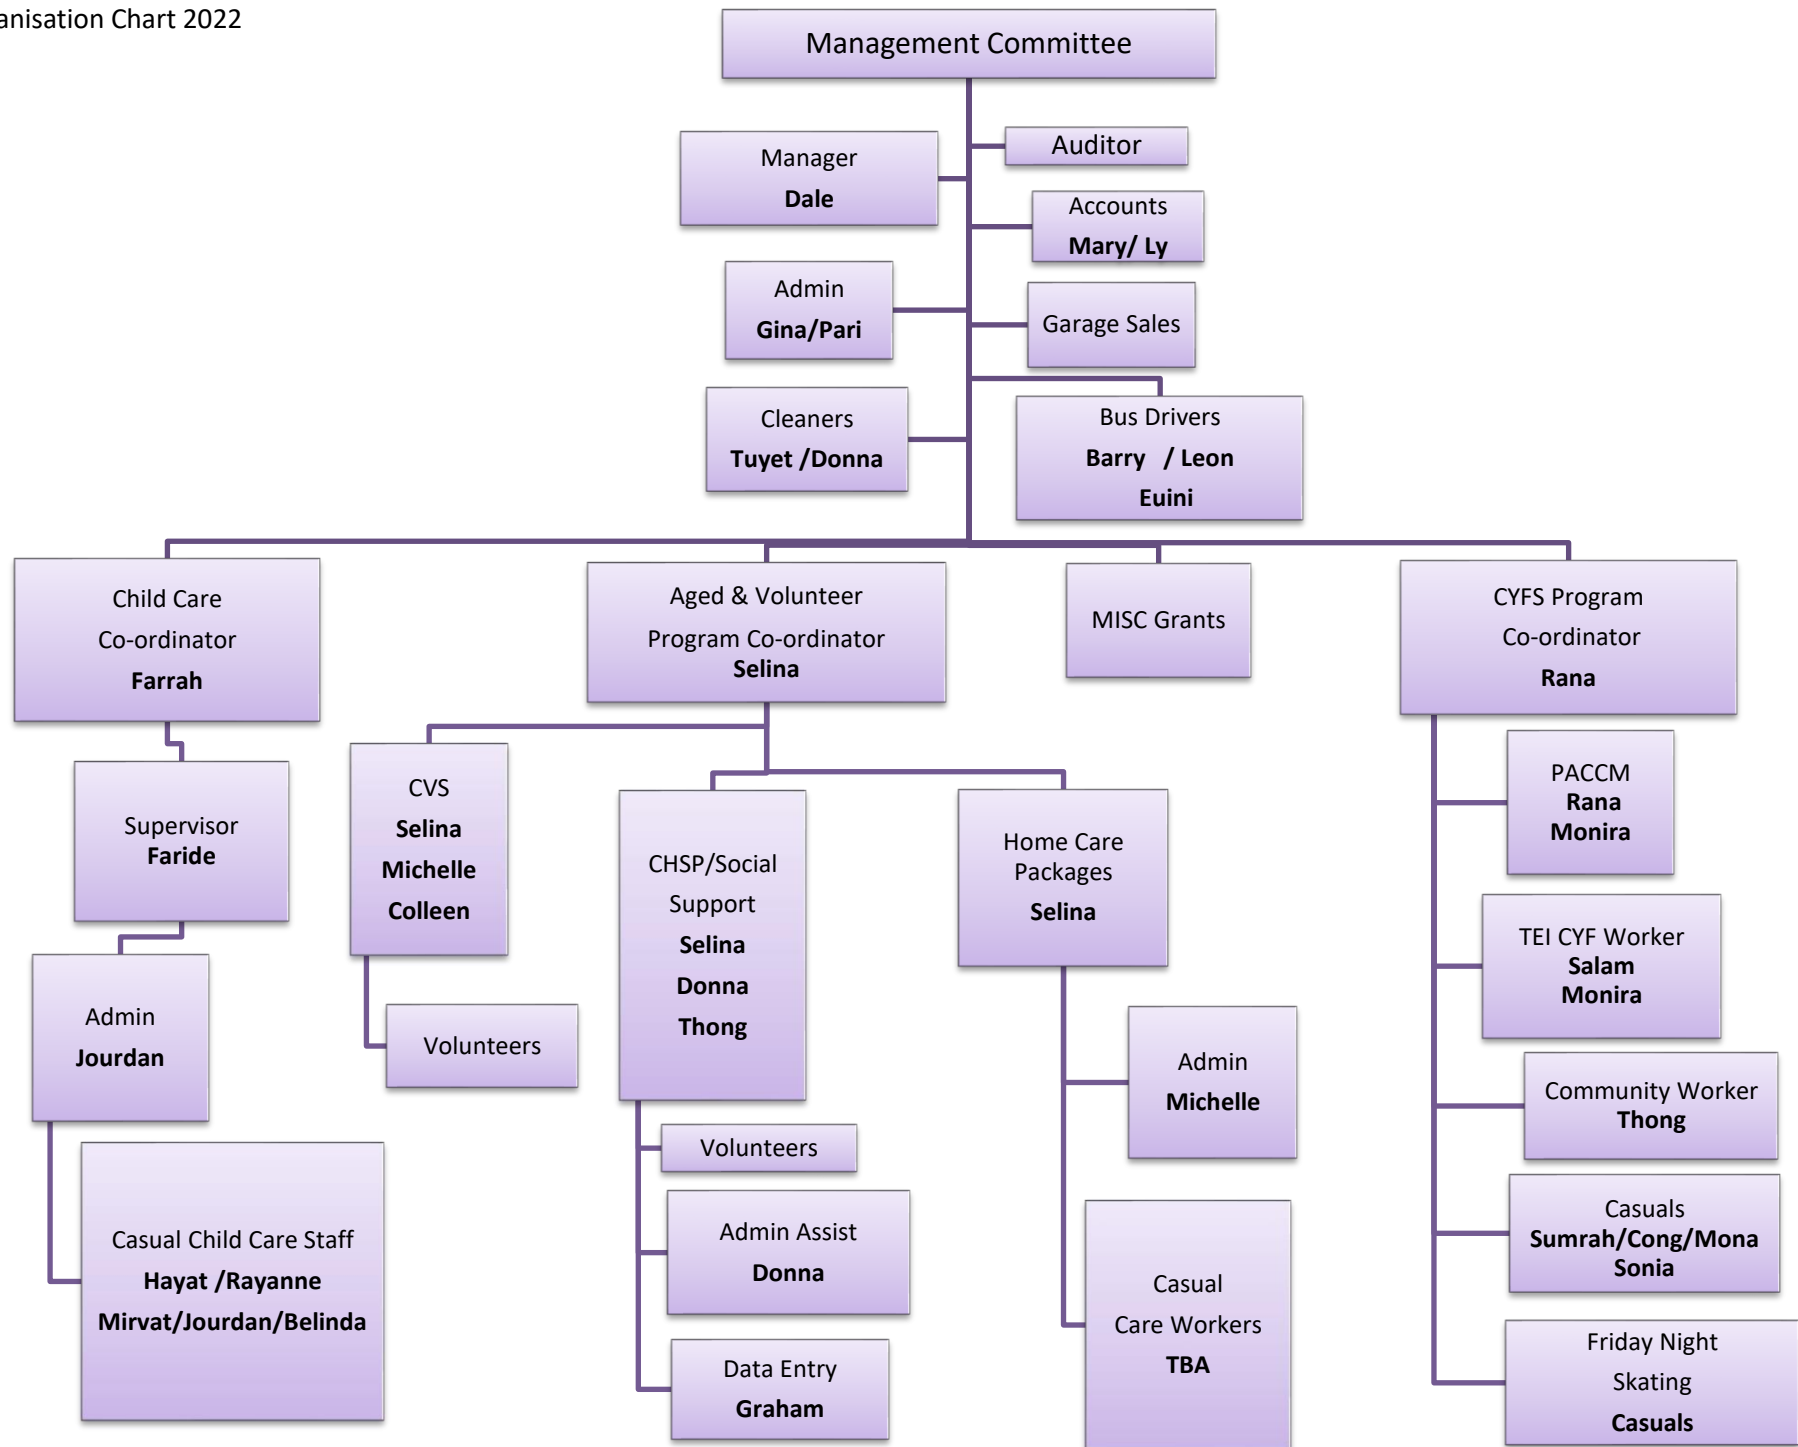 anisation Chart 2022
Management Committee
Manager
Dale
Auditor
Accounts
Mary/ Ly
Admin
Gina/Pari
Garage Sales
Cleaners
Tuyet /Donna
Bus Drivers
Barry   / Leon
Euini
Child Care
Co-ordinator
Farrah
Aged & Volunteer
Program Co-ordinator
Selina
MISC Grants
CYFS Program
Co-ordinator
Rana
Supervisor
Faride
Admin
Jourdan
Casual Child Care Staff
Hayat /Rayanne
Mirvat/Jourdan/Belinda
CVS
Selina
Michelle
Colleen
Volunteers
CHSP/Social
Support
Selina
Donna
Thong
Volunteers
Admin Assist
Donna
Data Entry
Graham
Home Care
Packages
Selina
Admin
Michelle
Casual
Care Workers
TBA
PACCM
Rana
Monira
TEI CYF Worker
Salam
Monira
Community Worker
Thong
Casuals
Sumrah/Cong/Mona
Sonia
Friday Night
Skating
Casuals